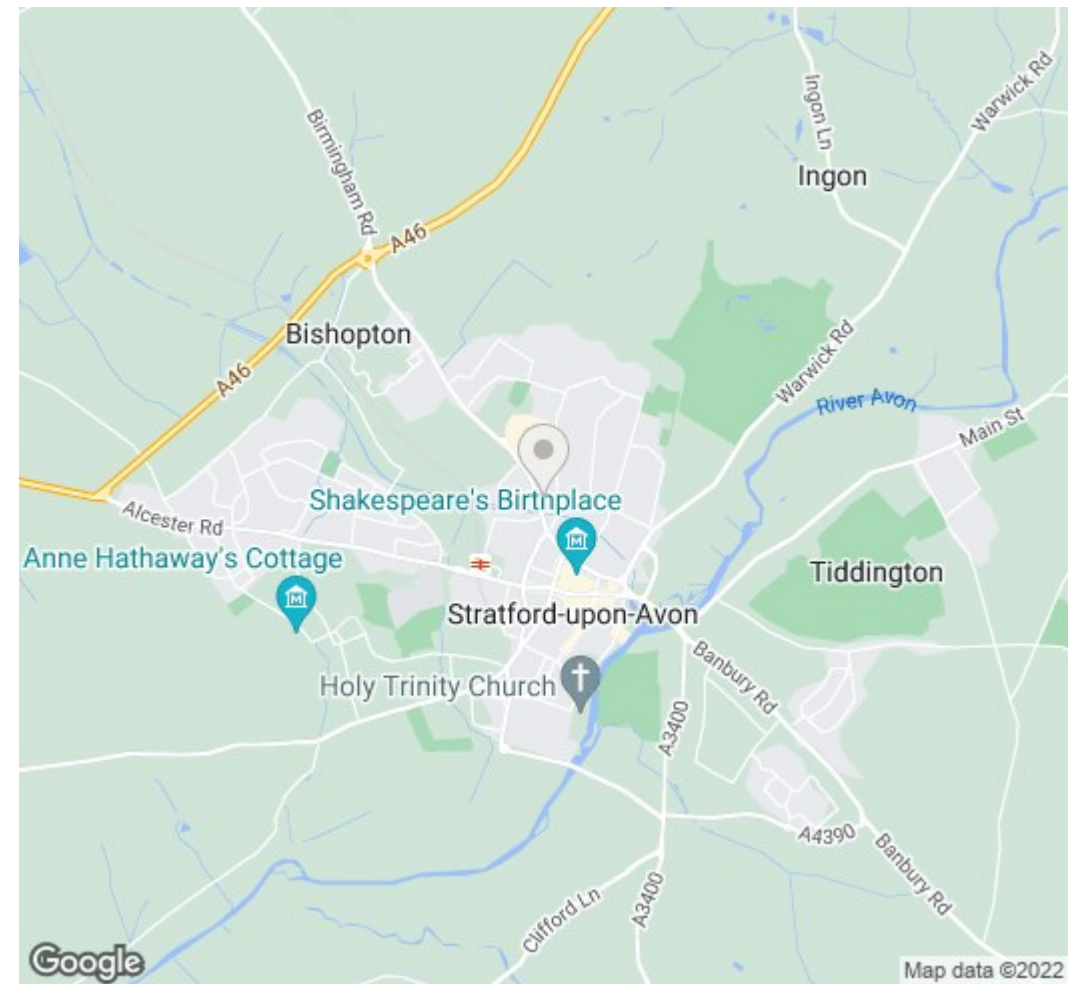 Ingon Ln
Warwick Rd
Birmingham Rd
Ingon
A46
Bishopton
A46
Warwick Rd
River Avon
Main St
Shakespeare's Birthplace
Alcester Rd
Anne Hathaway's Cottage
Tiddington
Stratford-upon-Avon
Banbury Rd
Holy Trinity Church
A3400
A4390
Banbury Rd
A3400
Clifford Ln
Google
Map data ©2022